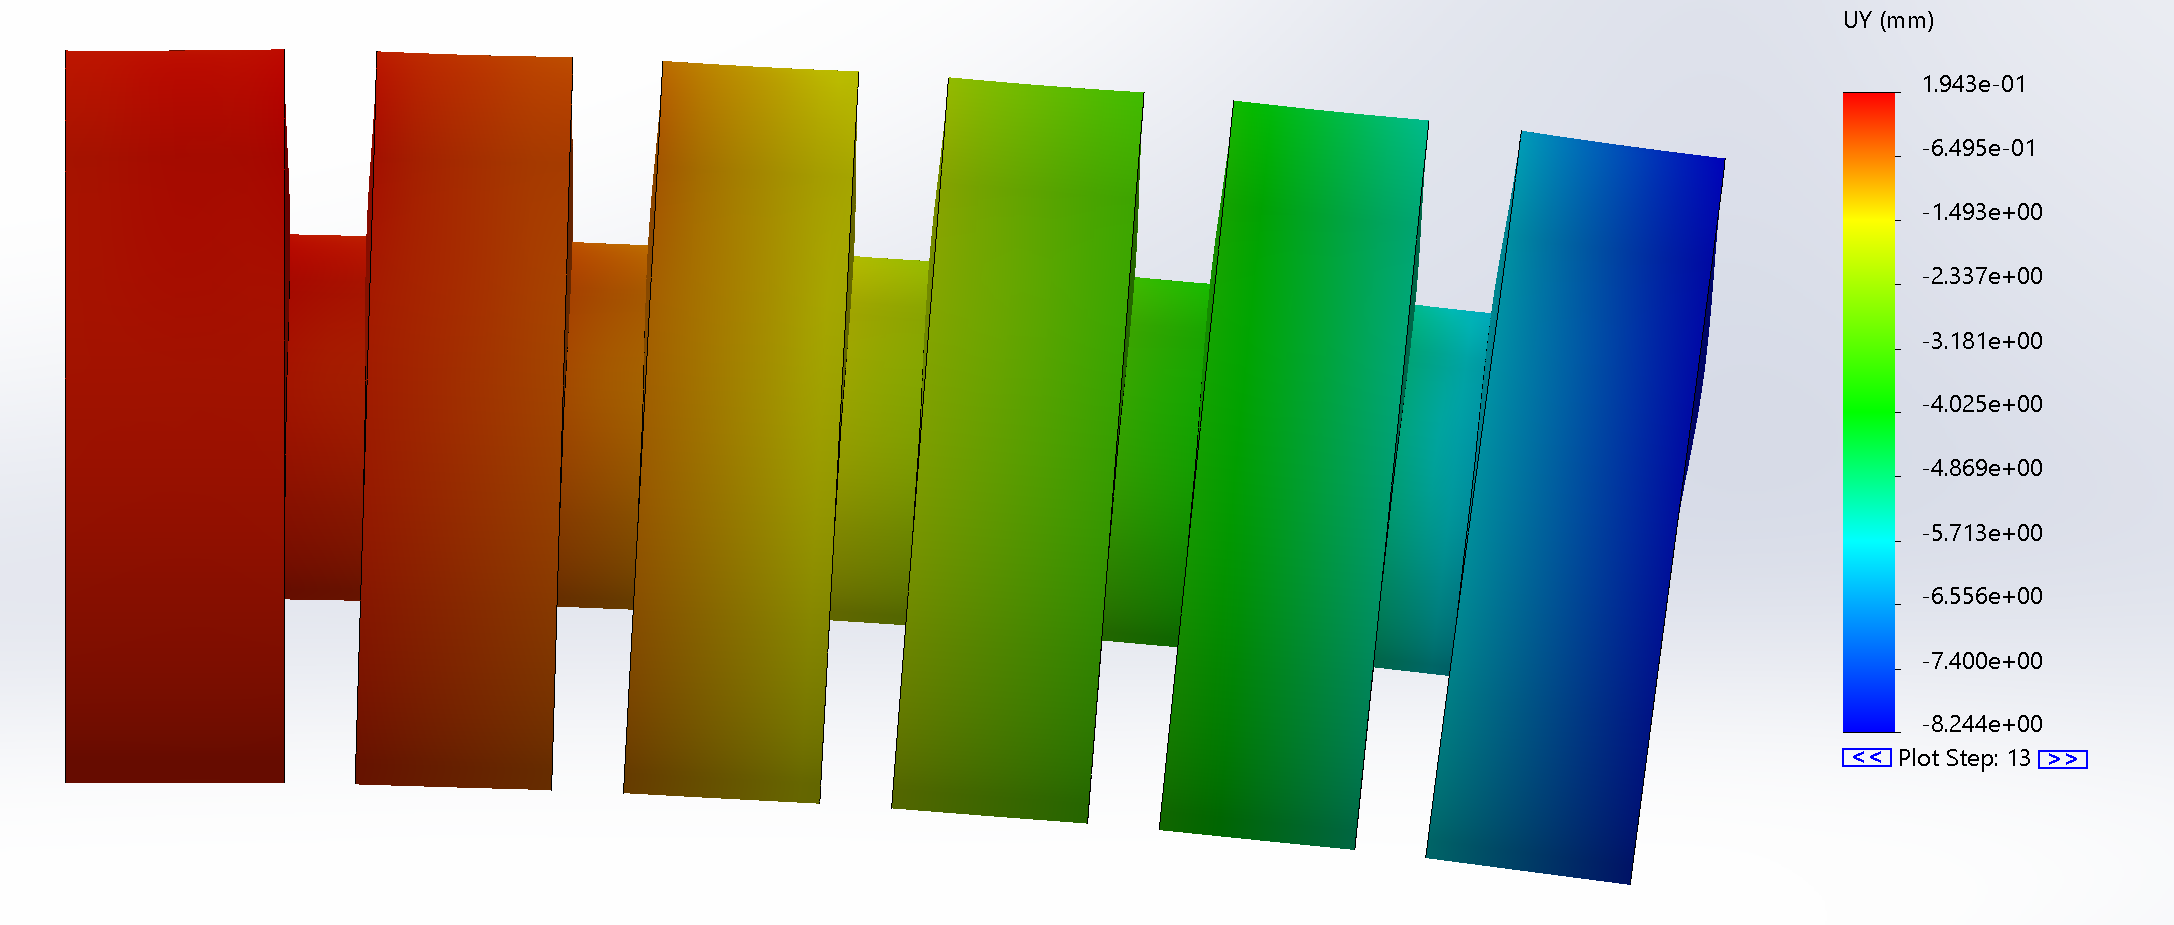 UY (mm)
1.943e-01
-6.495e-01
-1.493e+00
-2.337e+00
-3.181e+00
-4.025e+00
-4.869e+00
-5.713e+00
-6.556e+00
-7.400e+00
-8.244e+00
<< Plot Step: 13 >>